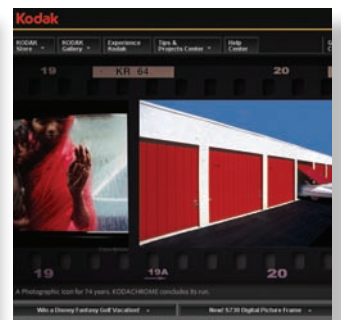 Kodak
KODAK Store
KODAK Gallery
Experience Kodak
Tips & Projects Center
Help Center
19 KR 64 20
19 19A 20
A Photographic Icon for 74 years. KODACHROME concludes its run.
Win a Disney Fantasy Golf Vacation!
Read S730 Digital Picture Frame